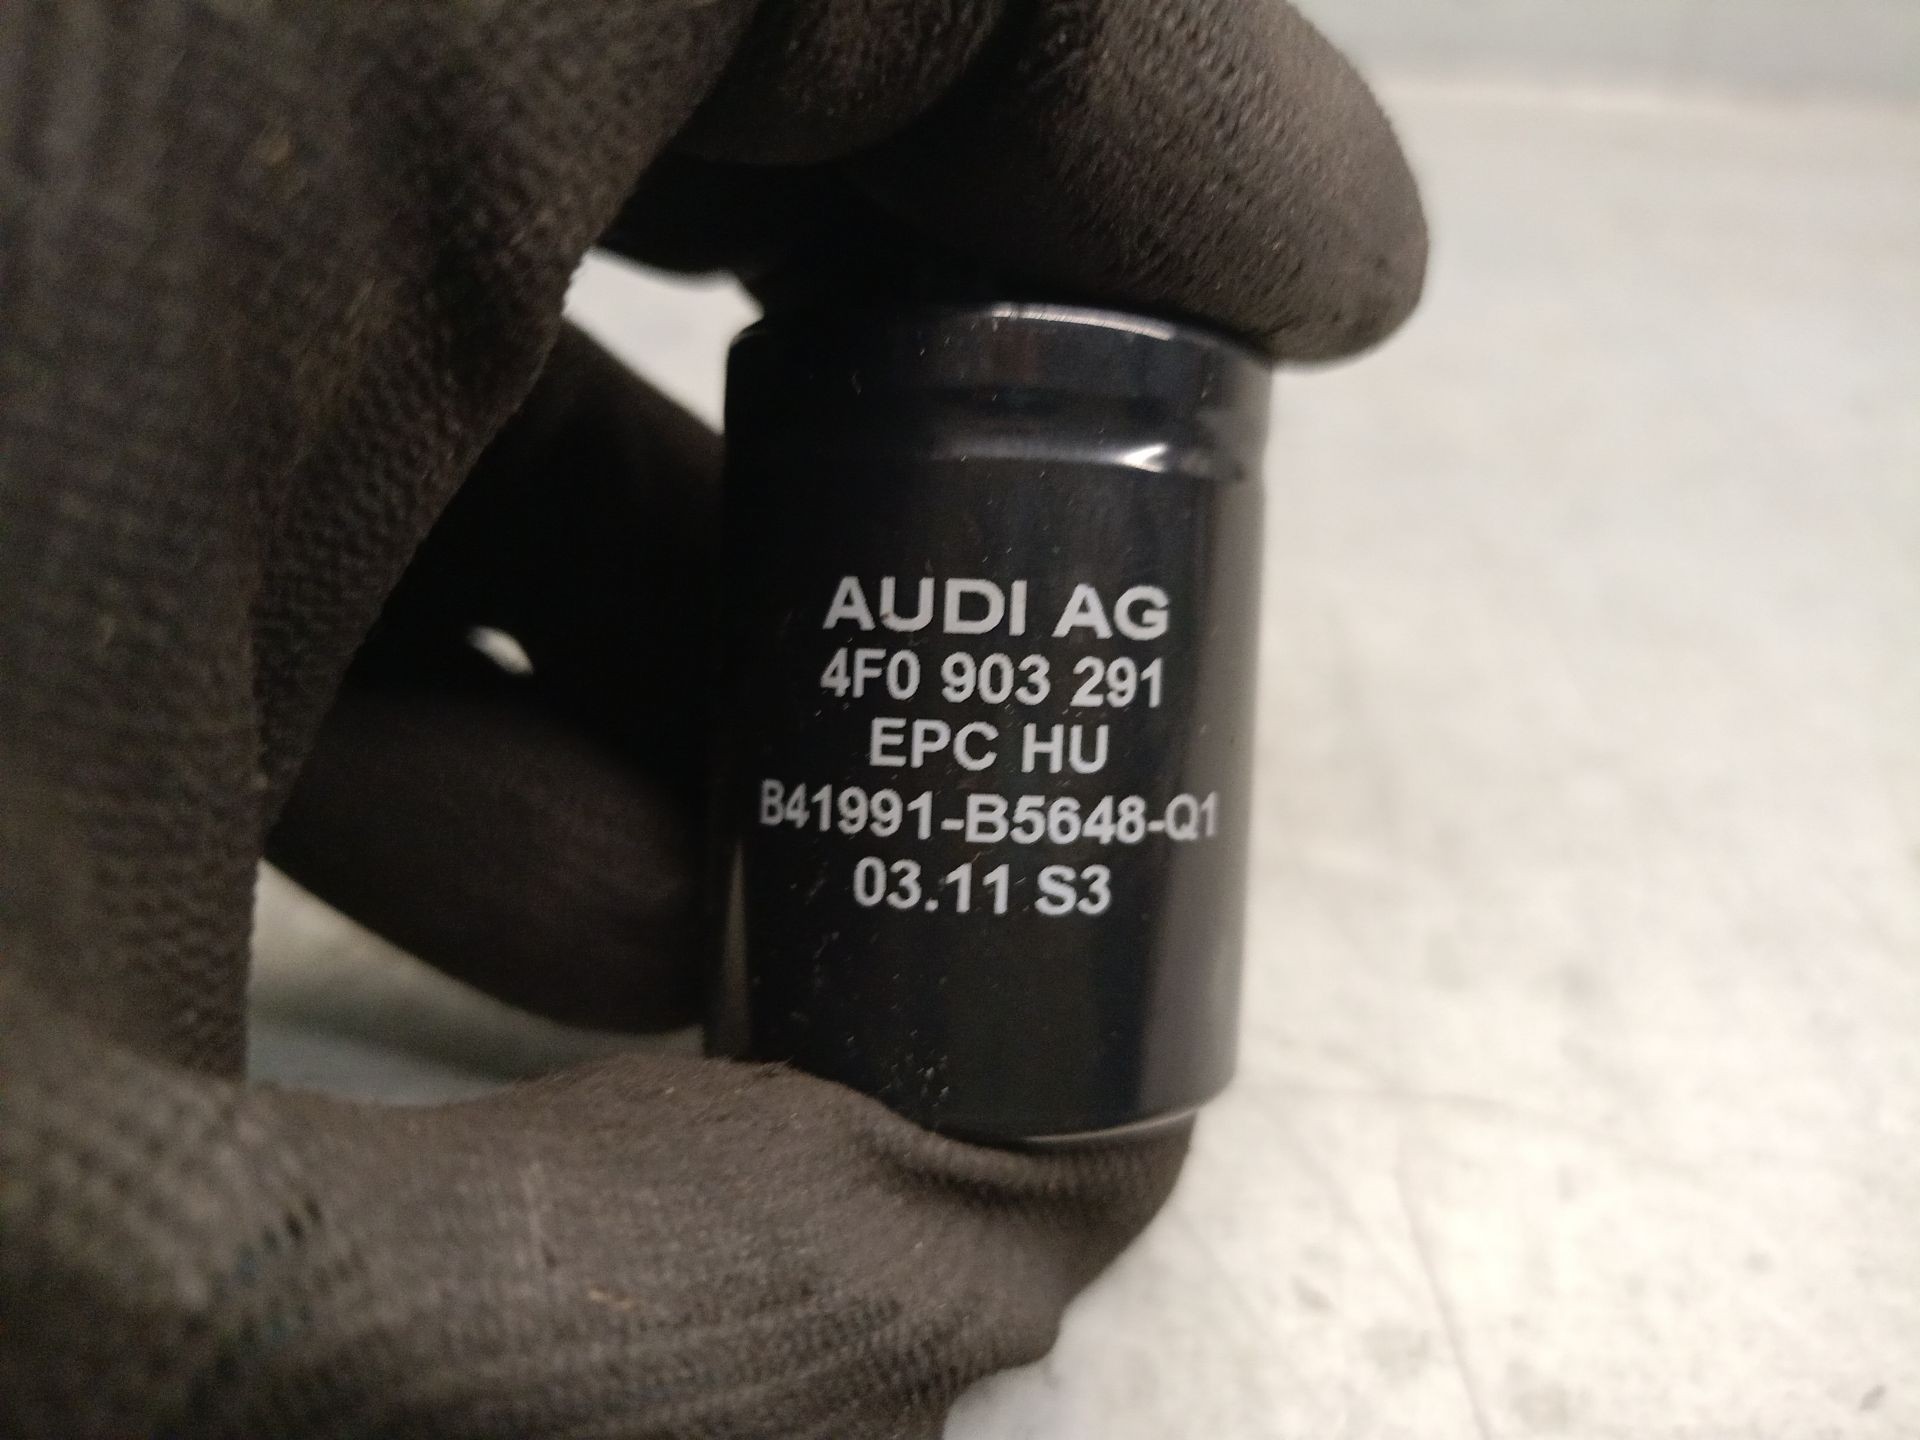 AUDI AG
4F0 903 291
EPC HU
B41991-B5648-Q1
03.11 S3